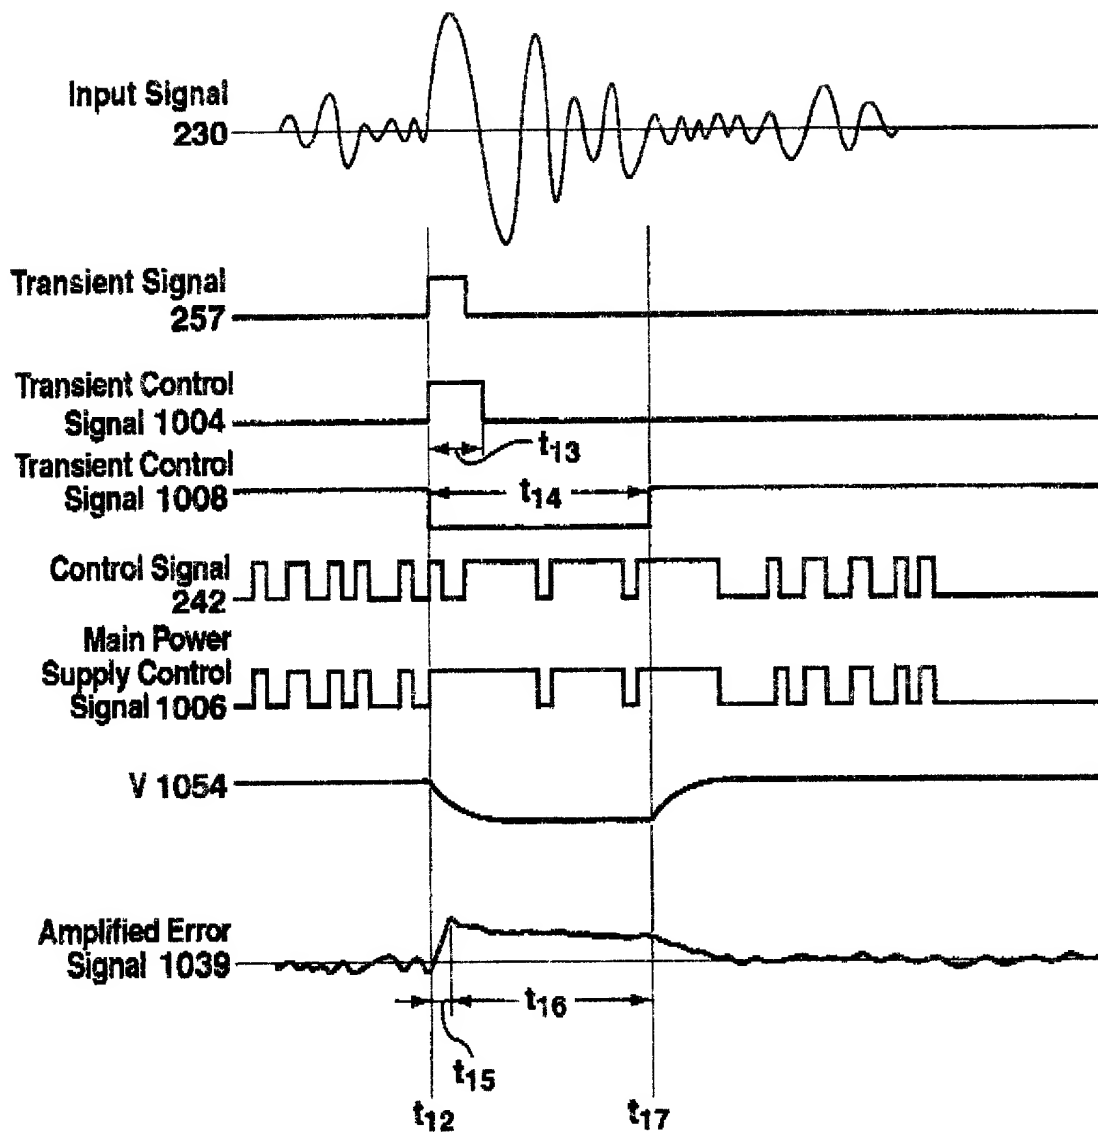 Input Signal
230
Transient Signal
257
Transient Control
Signal 1004
t13
Transient Control
Signal 1008
t14
Control Signal
242
Main Power
Supply Control
Signal 1006
V 1054
Amplified Error
Signal 1039
t16
t15
t12
t17